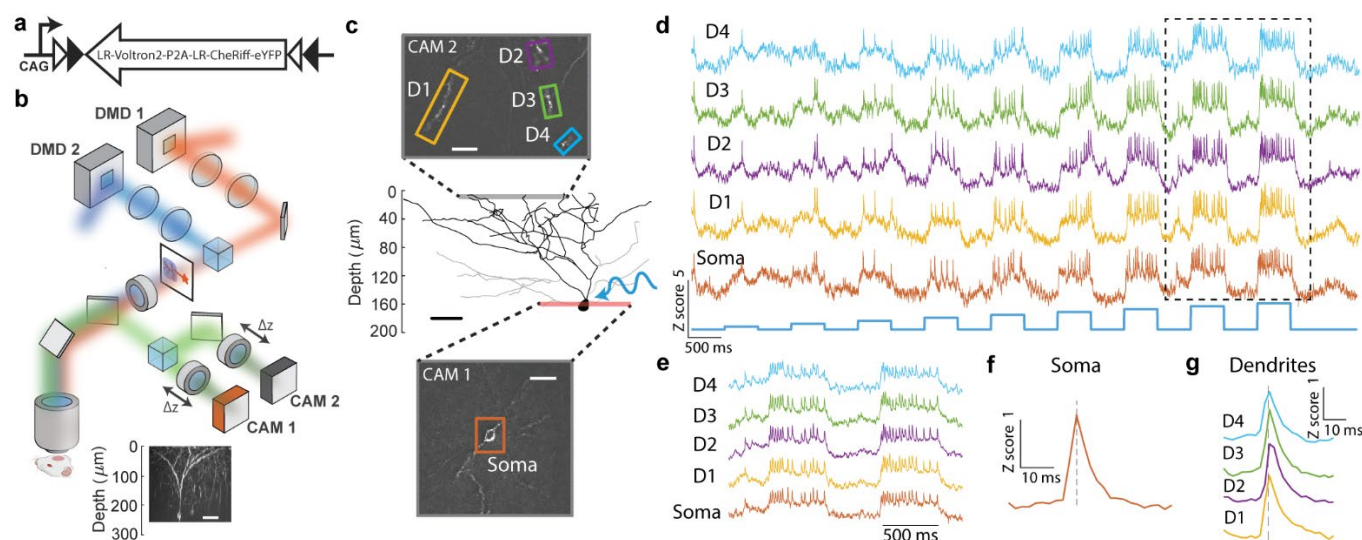 a
CAG
LR-Voltron2-P2A-LR-CheRiff-eYFP
b
DMD 1
DMD 2
Δz
Δz
CAM 2
CAM 1
Depth (μm)
0
100
200
300
c
CAM 2
D1
D2
D3
D4
Depth (μm)
0
40
80
120
160
200
CAM 1
Soma
d
D4
D3
D2
D1
Soma
Z score 5
500 ms
e
D4
D3
D2
D1
Soma
500 ms
f
Soma
Z score 1
10 ms
g
Dendrites
Z score 1
10 ms
D4
D3
D2
D1